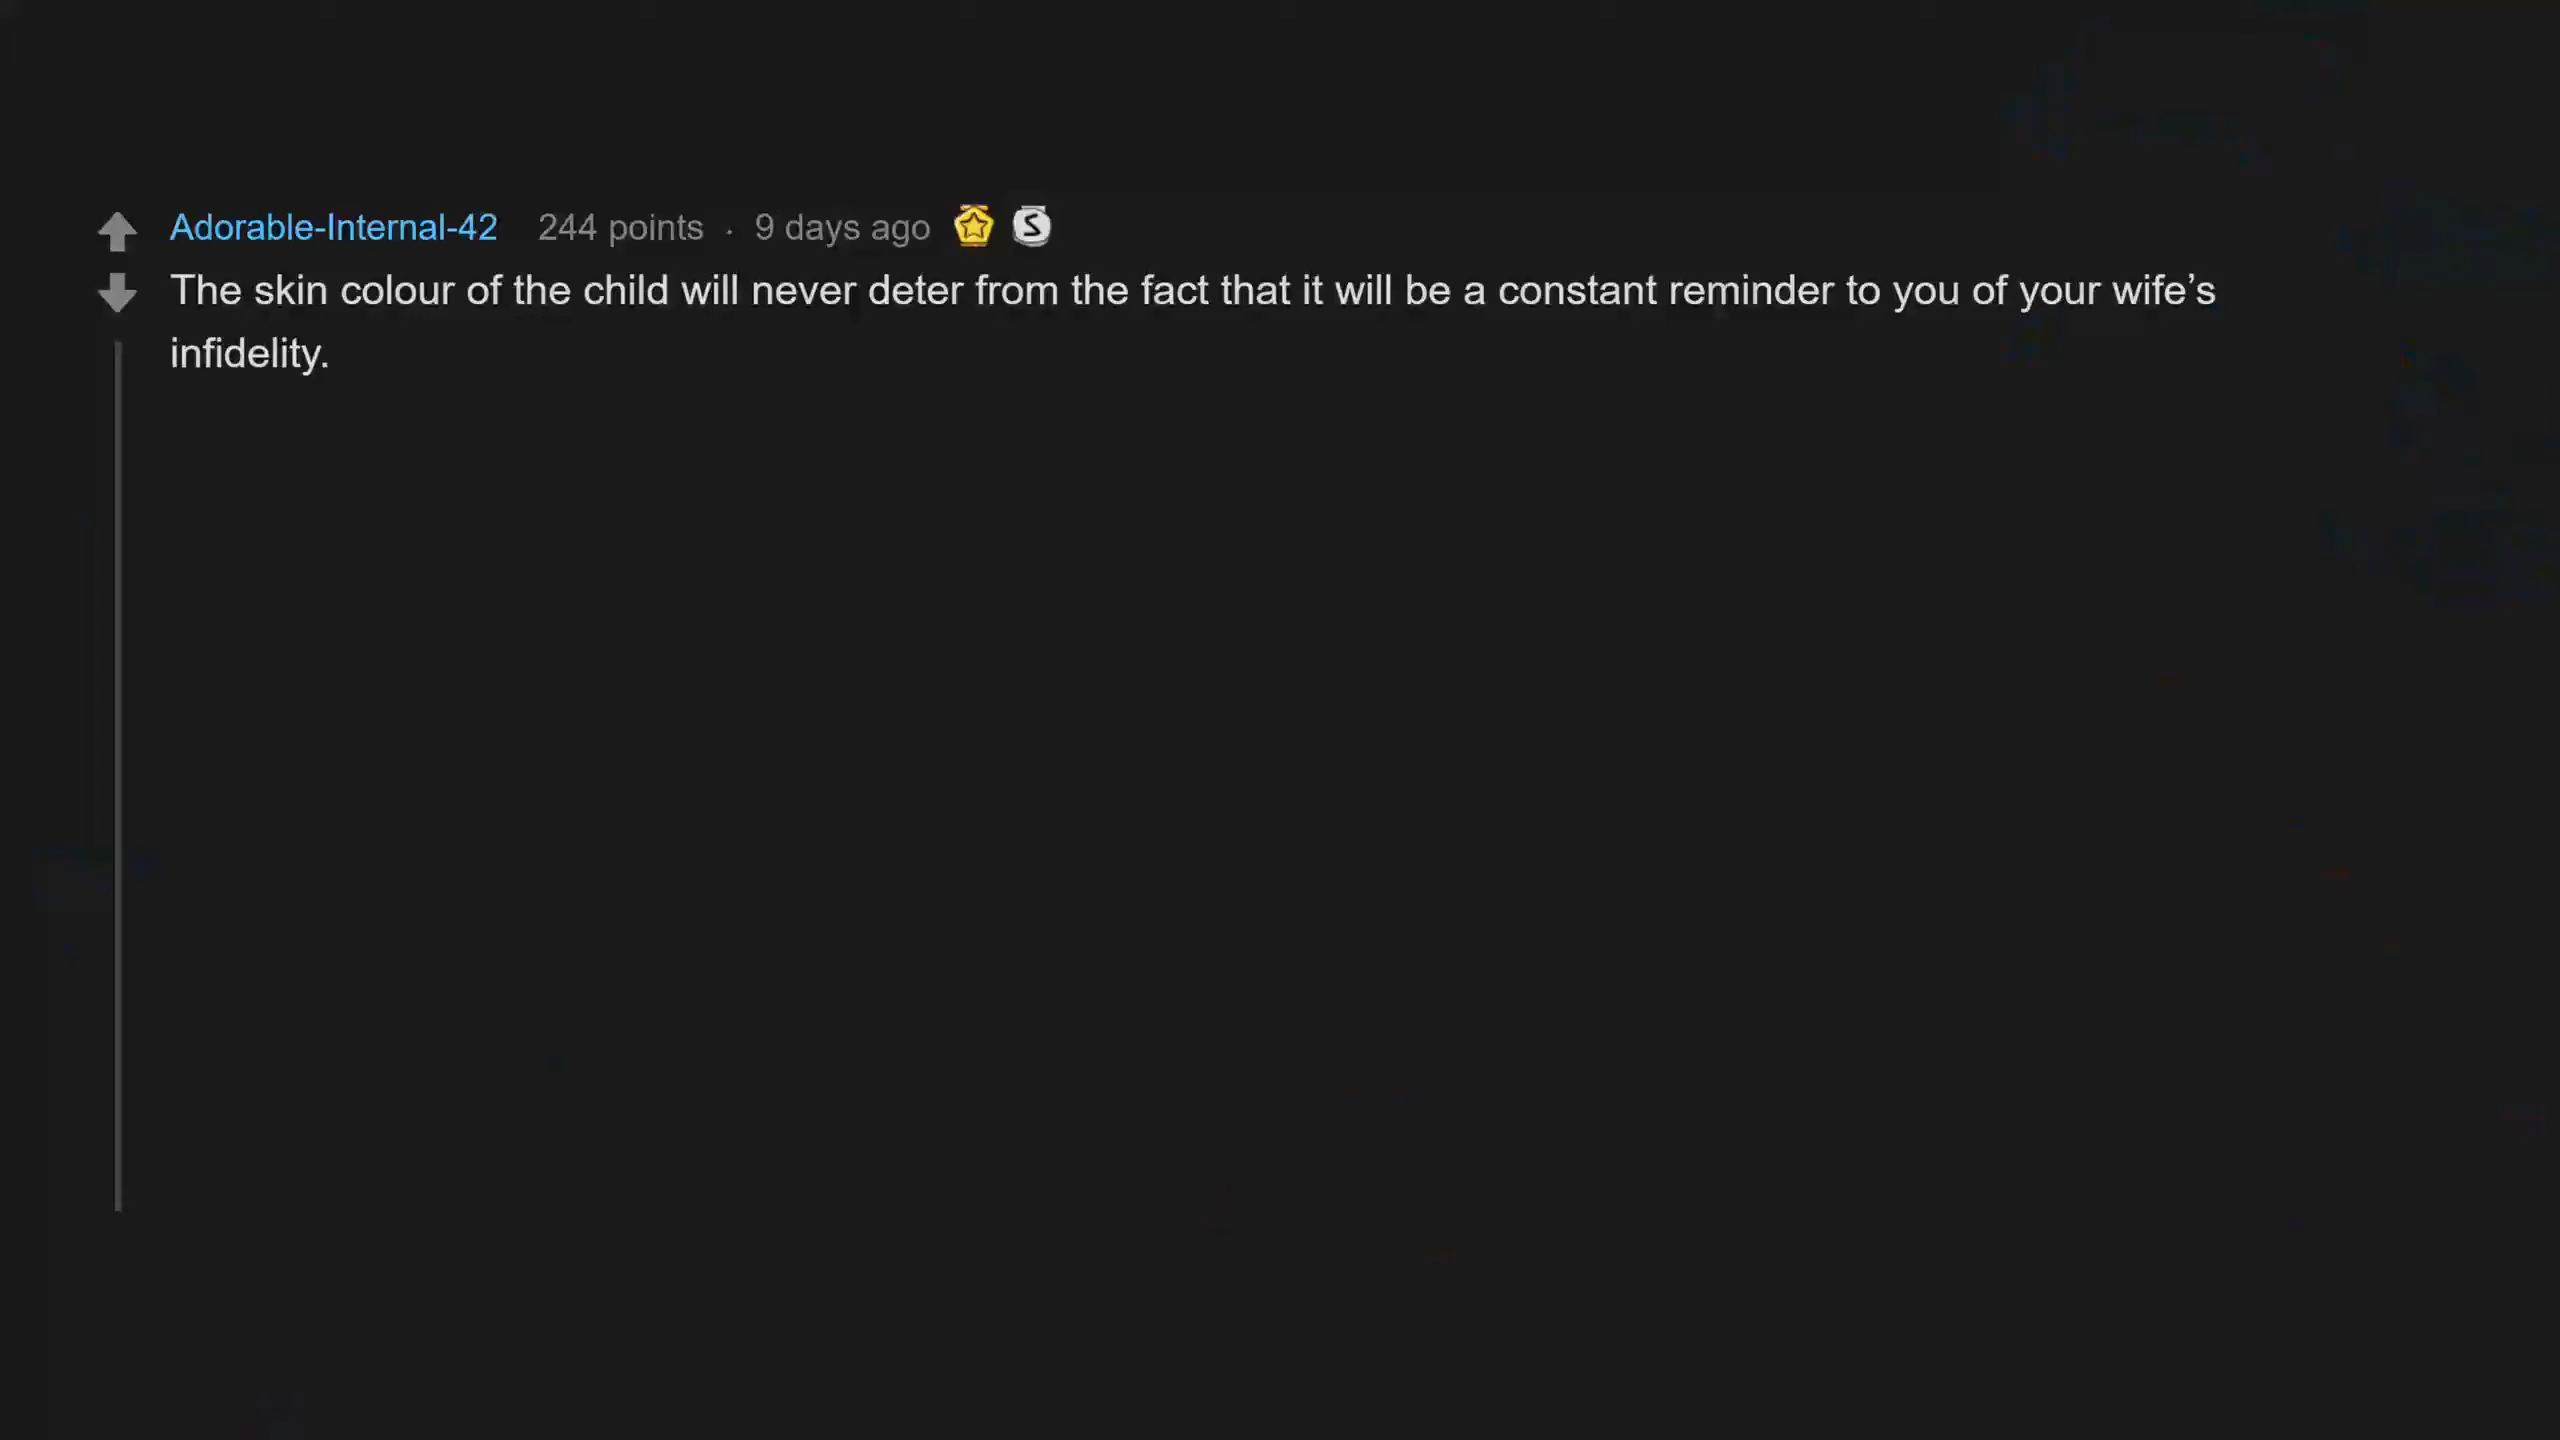 Adorable-Internal-42 244 points . 9 days ago S
The skin colour of the child will never deter from the fact that it will be a constant reminder to you of your wife’s
infidelity.